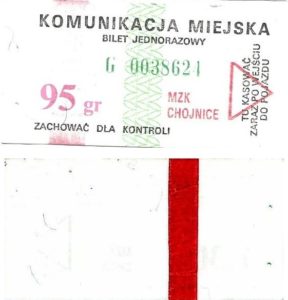 KOMUNIKACJA MIEJSKA
BILET JEDNORAZOWY
G 0038624
95 gr
MZK
CHOJNICE
ZACHOWAĆ DLA KONTROLI
TU KASOWAĆ
ZARAZ PO WEJŚCIU
DO POJAZDU